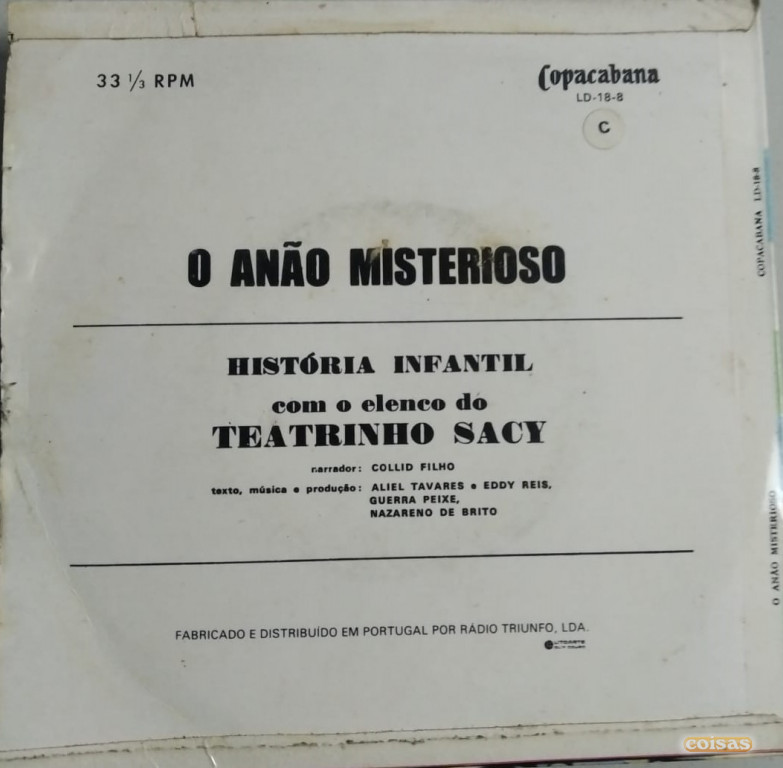 33 1/3 RPM
Copacabana
LD-18-8
C
O ANÃO MISTERIOSO
HISTÓRIA INFANTIL
com o elenco do
TEATRINHO SACY
narrador: COLLID FILHO
texto, música e produção: ALIEL TAVARES e EDDY REIS,
GUERRA PEIXE,
NAZARENO DE BRITO
FABRICADO E DISTRIBUÍDO EM PORTUGAL POR RÁDIO TRIUNFO, LDA.
COPACABANA LD-18-8
O ANÃO MISTERIOSO
coisas